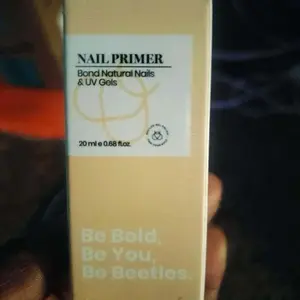 NAIL PRIMER
Bond Natural Nails
& UV Gels
20 ml e 0.68 fl.oz.
Be Bold,
Be You,
Be Beetles.